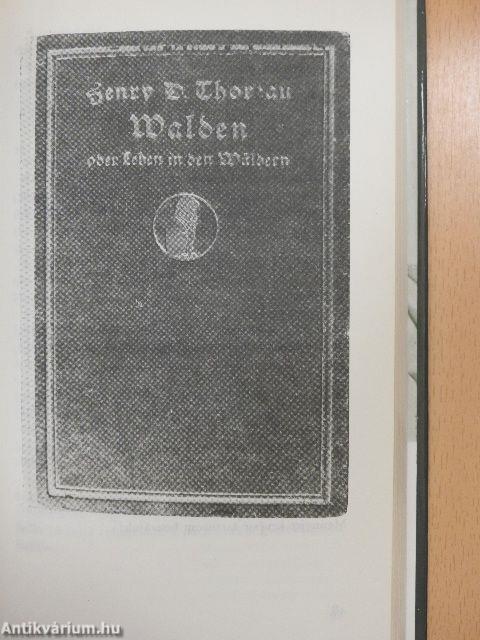 Henry D. Thoreau
Walden
oder Leben in den Wäldern
Antikvárium.hu